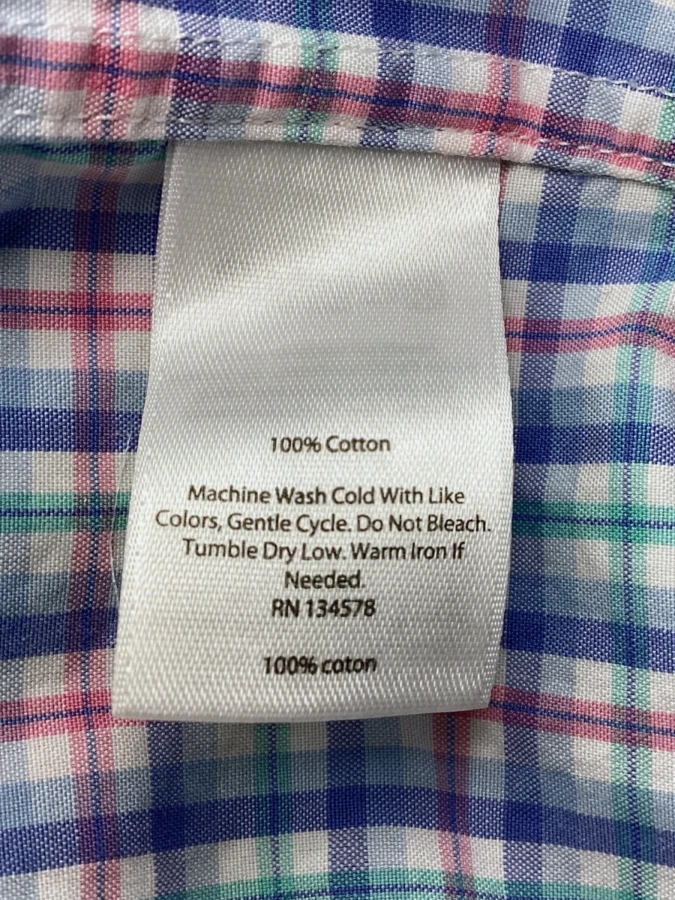 100% Cotton
Machine Wash Cold With Like
Colors, Gentle Cycle. Do Not Bleach.
Tumble Dry Low. Warm Iron If
Needed.
RN 134578
100% coton